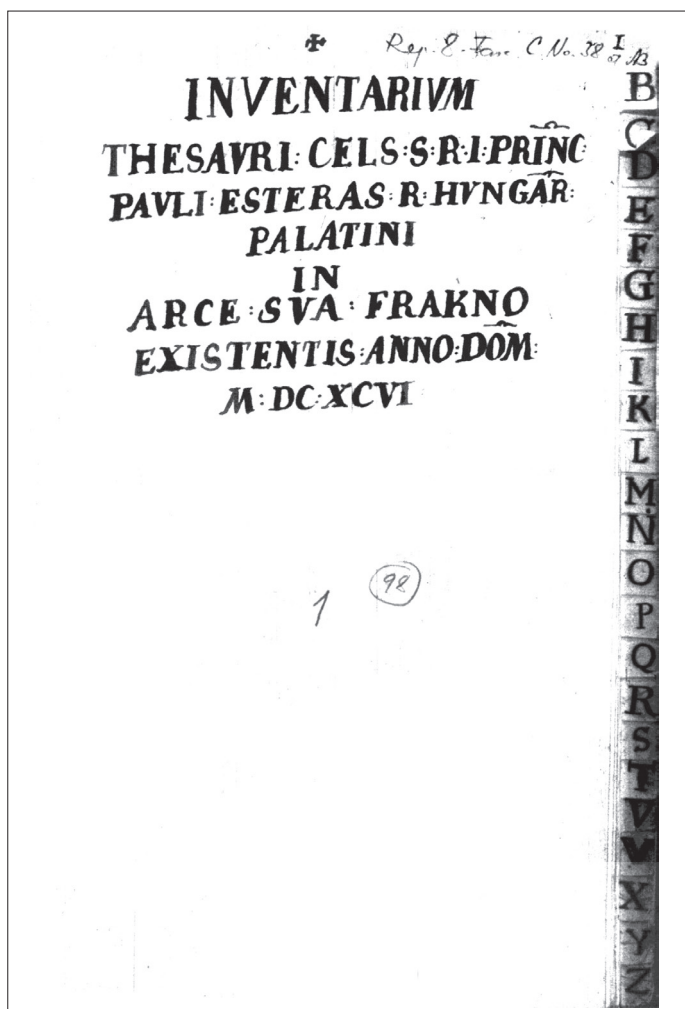 ✠
Rep. 8. Fasc. C. No. 38 I
INVENTARIVM
THESAVRI: CELS: S: R: I: PRINC
PAVLI: ESTERAS: R: HVNGAR:
PALATINI
IN
ARCE: SVA: FRAKNO
EXISTENTIS: ANNO: DOM:
M: DC: XCVI
98
1
B
C
D
E
F
G
H
I
K
L
M
N
O
P
Q
R
S
T
V
W
X
Y
Z